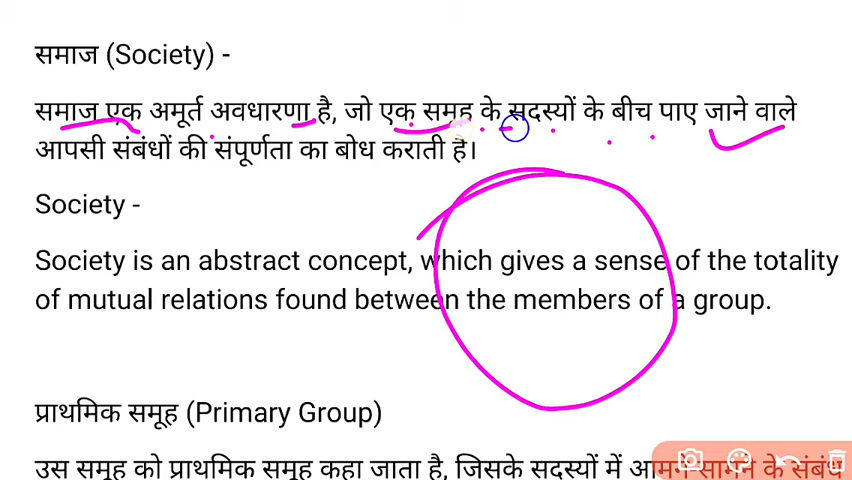 समाज (Society) -
समाज एक अमूर्त अवधारणा है, जो एक समूह के सदस्यों के बीच पाए जाने वाले
आपसी संबंधों की संपूर्णता का बोध कराती है।
Society -
Society is an abstract concept, which gives a sense of the totality
of mutual relations found between the members of a group.
प्राथमिक समूह (Primary Group)
उस समूह को प्राथमिक समूह कहा जाता है, जिसके सदस्यों में आमने सामने के संबंध